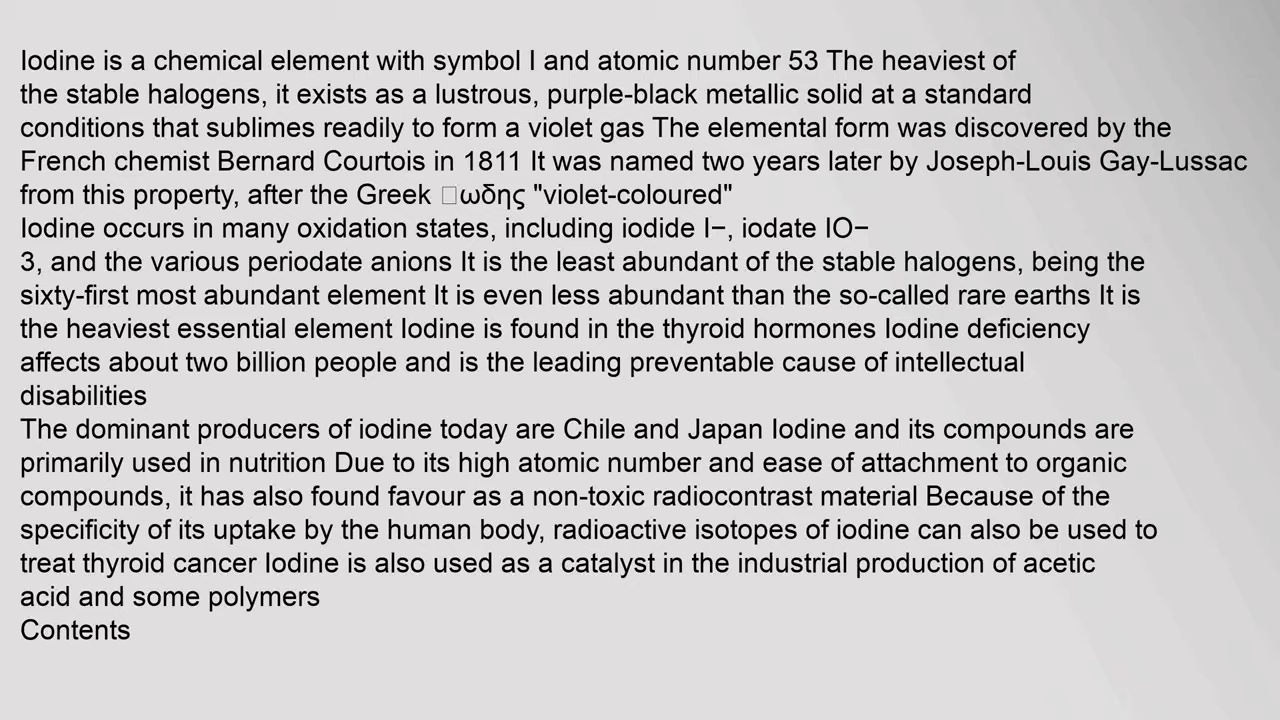 Iodine is a chemical element with symbol I and atomic number 53 The heaviest of
the stable halogens, it exists as a lustrous, purple-black metallic solid at a standard
conditions that sublimes readily to form a violet gas The elemental form was discovered by the
French chemist Bernard Courtois in 1811 It was named two years later by Joseph-Louis Gay-Lussac
from this property, after the Greek □ωδης "violet-coloured"
Iodine occurs in many oxidation states, including iodide I−, iodate IO−
3, and the various periodate anions It is the least abundant of the stable halogens, being the
sixty-first most abundant element It is even less abundant than the so-called rare earths It is
the heaviest essential element Iodine is found in the thyroid hormones Iodine deficiency
affects about two billion people and is the leading preventable cause of intellectual
disabilities
The dominant producers of iodine today are Chile and Japan Iodine and its compounds are
primarily used in nutrition Due to its high atomic number and ease of attachment to organic
compounds, it has also found favour as a non-toxic radiocontrast material Because of the
specificity of its uptake by the human body, radioactive isotopes of iodine can also be used to
treat thyroid cancer Iodine is also used as a catalyst in the industrial production of acetic
acid and some polymers
Contents